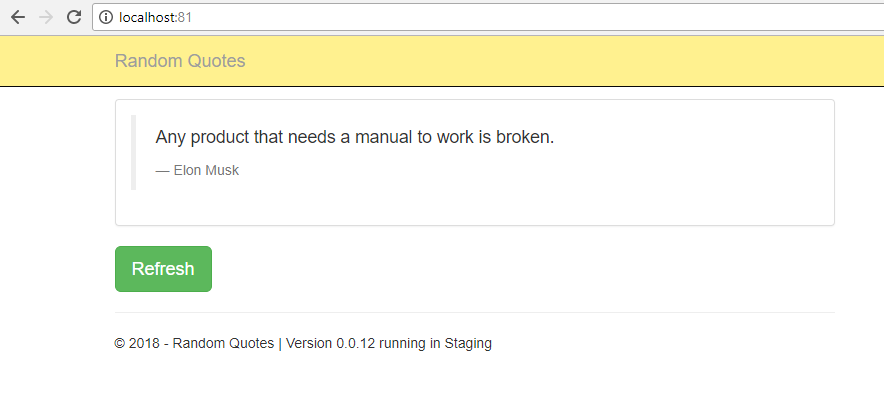 localhost:81
Random Quotes
Any product that needs a manual to work is broken.
— Elon Musk
Refresh
© 2018 - Random Quotes | Version 0.0.12 running in Staging